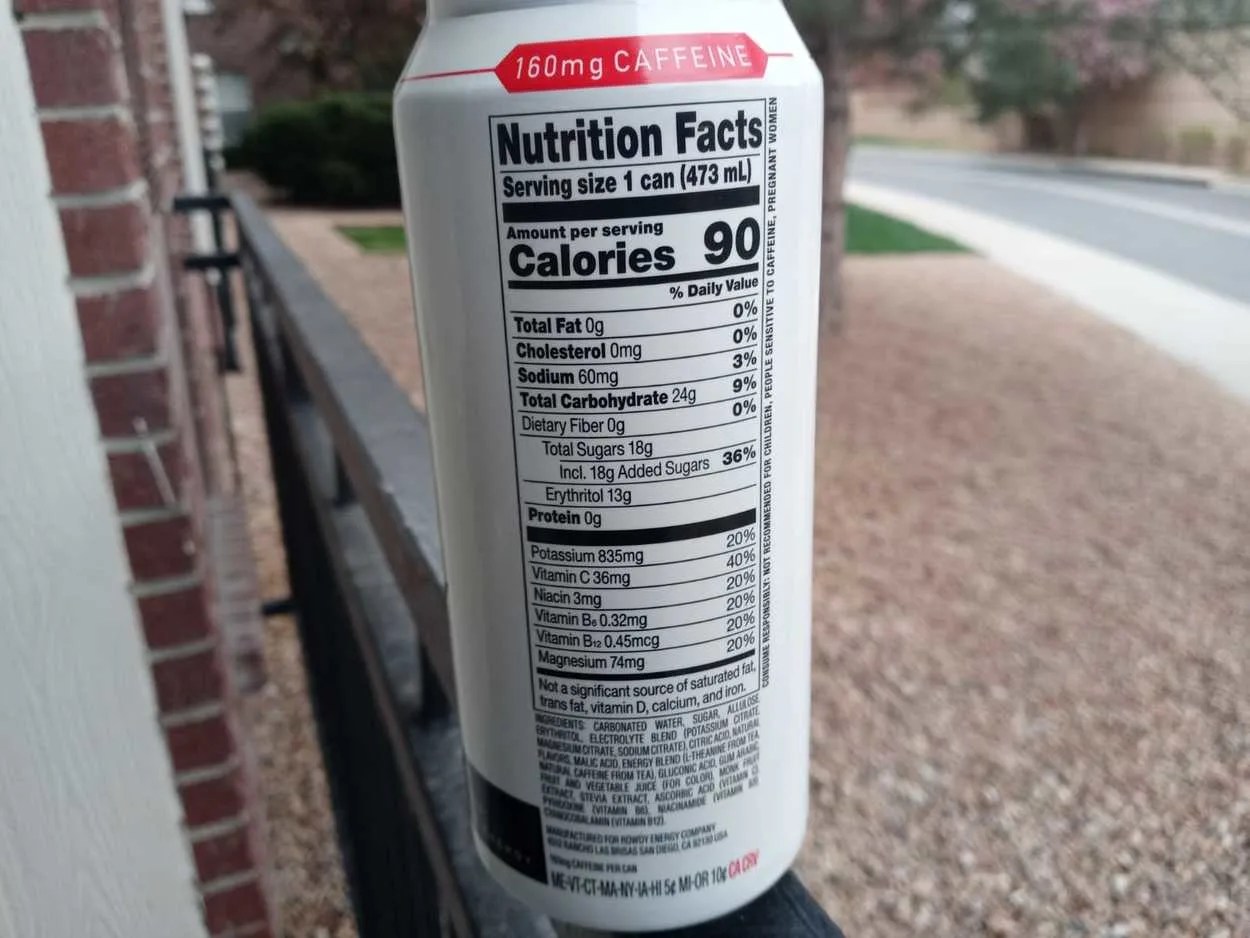 160mg CAFFEINE
Nutrition Facts
Serving size 1 can (473 mL)
Amount per serving
Calories 90
% Daily Value
Total Fat 0g 0%
Cholesterol 0mg 0%
Sodium 60mg 3%
Total Carbohydrate 24g 9%
Dietary Fiber 0g 0%
Total Sugars 18g
Incl. 18g Added Sugars 36%
Erythritol 13g
Protein 0g
Potassium 835mg 20%
Vitamin C 36mg 40%
Niacin 3mg 20%
Vitamin B₆ 0.32mg 20%
Vitamin B₁₂ 0.45mcg 20%
Magnesium 74mg 20%
Not a significant source of saturated fat,
trans fat, vitamin D, calcium, and iron.
CONSUME RESPONSIBLY: NOT RECOMMENDED FOR CHILDREN, PEOPLE SENSITIVE TO CAFFEINE, PREGNANT WOMEN
INGREDIENTS: CARBONATED WATER, SUGAR, ALLULOSE
ERYTHRITOL, ELECTROLYTE BLEND (POTASSIUM CITRATE,
MAGNESIUM CITRATE, SODIUM CITRATE), CITRIC ACID, NATURAL
FLAVORS, MALIC ACID, ENERGY BLEND (L-THEANINE FROM TEA,
NATURAL CAFFEINE FROM TEA), GLUCONIC ACID, GUM ARABIC,
FRUIT AND VEGETABLE JUICE (FOR COLOR), MONK FRUIT
EXTRACT, STEVIA EXTRACT, ASCORBIC ACID (VITAMIN C),
PYRIDOXINE (VITAMIN B6), NIACINAMIDE (VITAMIN B3),
CYANOCOBALAMIN (VITAMIN B12).
MANUFACTURED FOR ROWDY ENERGY COMPANY
RANCHO LAS BRISAS SAN DIEGO, CA USA
160mg CAFFEINE PER CAN
ME-VT-CT-MA-NY-IA-HI 5¢ MI-OR 10¢ CA CRV